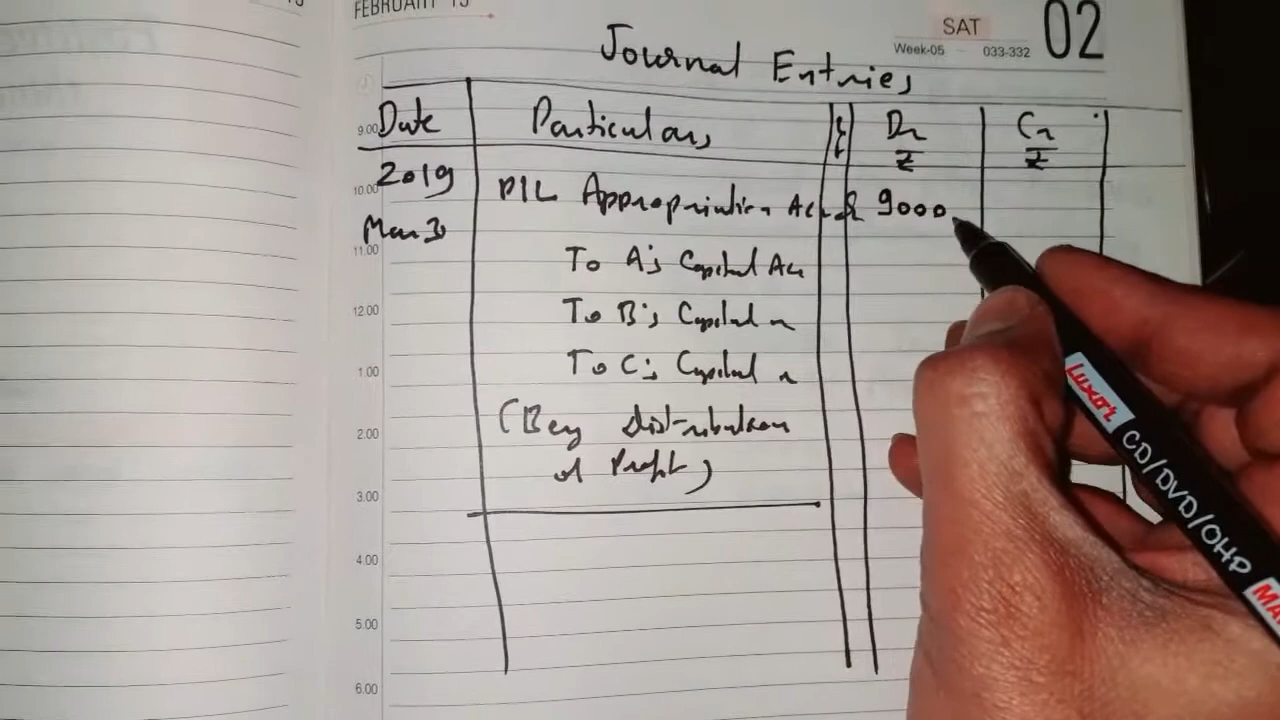 FEBRUARY
SAT
02
Week-05 033-332
Journal Entries
Date Particulars Dr Cr
9.00
2019 P/L Appropriation A/c Dr 9000
10.00
Mar 3
11.00
To A's Capital A/c
12.00
To B's Capital "
1.00
To C's Capital "
2.00
(Being distribution
of Profit)
3.00
4.00
5.00
6.00
Luxor CD/DVD/OHP